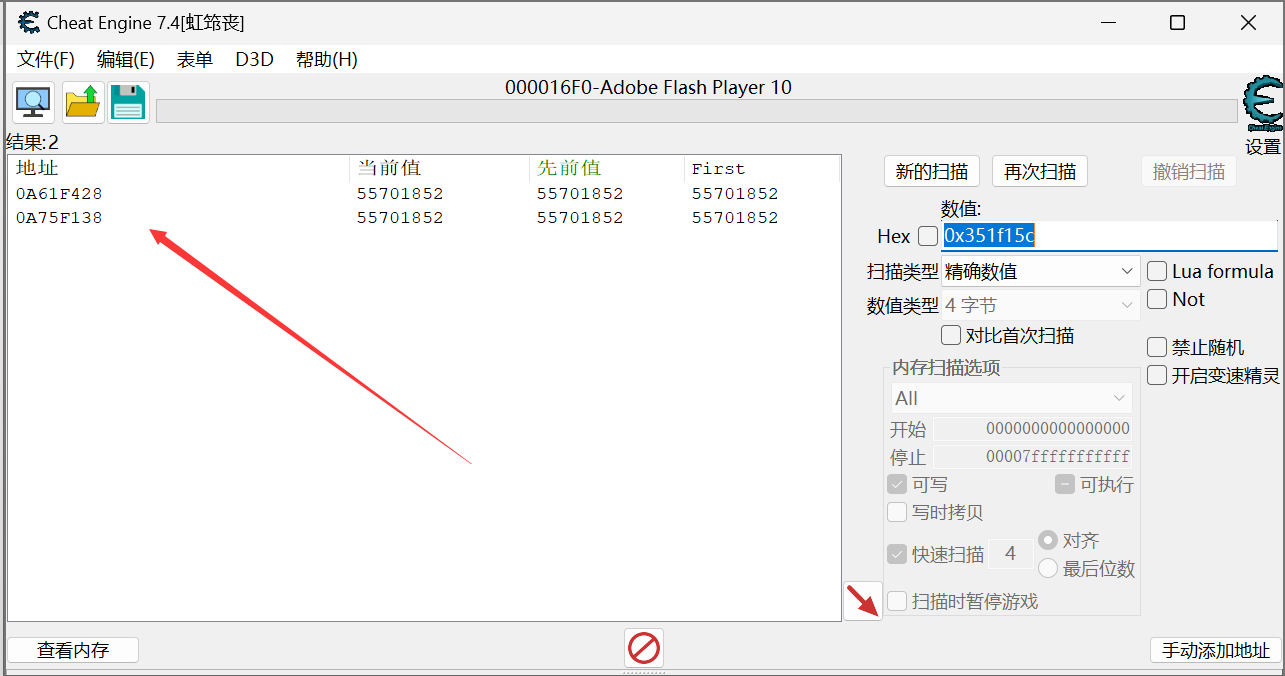 Cheat Engine 7.4[虹筇丧]
文件(F) 编辑(E) 表单 D3D 帮助(H)
000016F0-Adobe Flash Player 10
Cheat Engine
设置
结果:2
地址 当前值 先前值 First
0A61F428 55701852 55701852 55701852
0A75F138 55701852 55701852 55701852
新的扫描 再次扫描 撤销扫描
数值:
Hex 0x351f15c
扫描类型 精确数值 Lua formula
数值类型 4 字节 Not
对比首次扫描
禁止随机
内存扫描选项
开启变速精灵
All
开始 0000000000000000
停止 00007fffffffffff
可写 可执行
写时拷贝
快速扫描 4 对齐
最后位数
扫描时暂停游戏
查看内存 手动添加地址